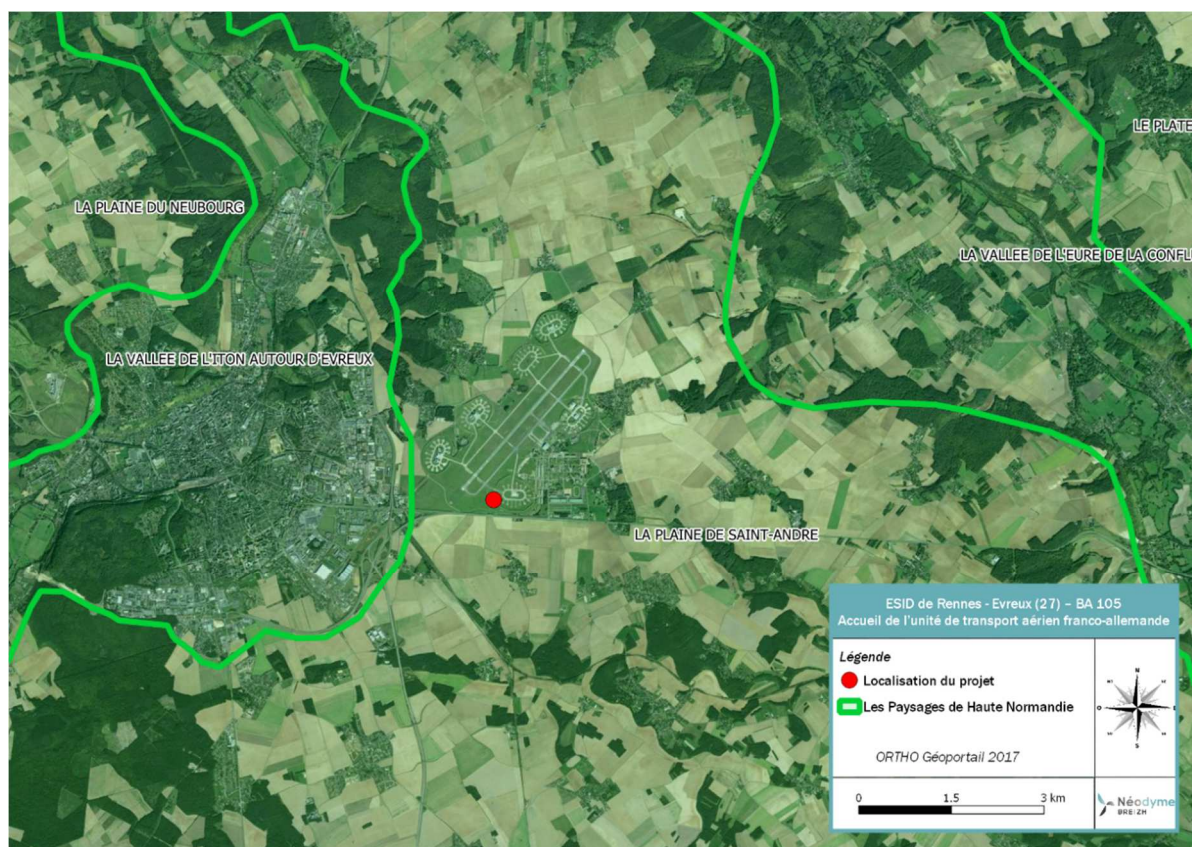 LE PLATE
LA PLAINE DU NEUBOURG
LA VALLEE DE L'EURE DE LA CONFLI
LA VALLEE DE L'ITON AUTOUR D'EVREUX
LA PLAINE DE SAINT-ANDRE
ESID de Rennes - Evreux (27) – BA 105
Accueil de l'unité de transport aérien franco-allemande
Légende
Localisation du projet
Les Paysages de Haute Normandie
N
O
E
S
ORTHO Géoportail 2017
0 1.5 3 km
Néodyme
BREIZH